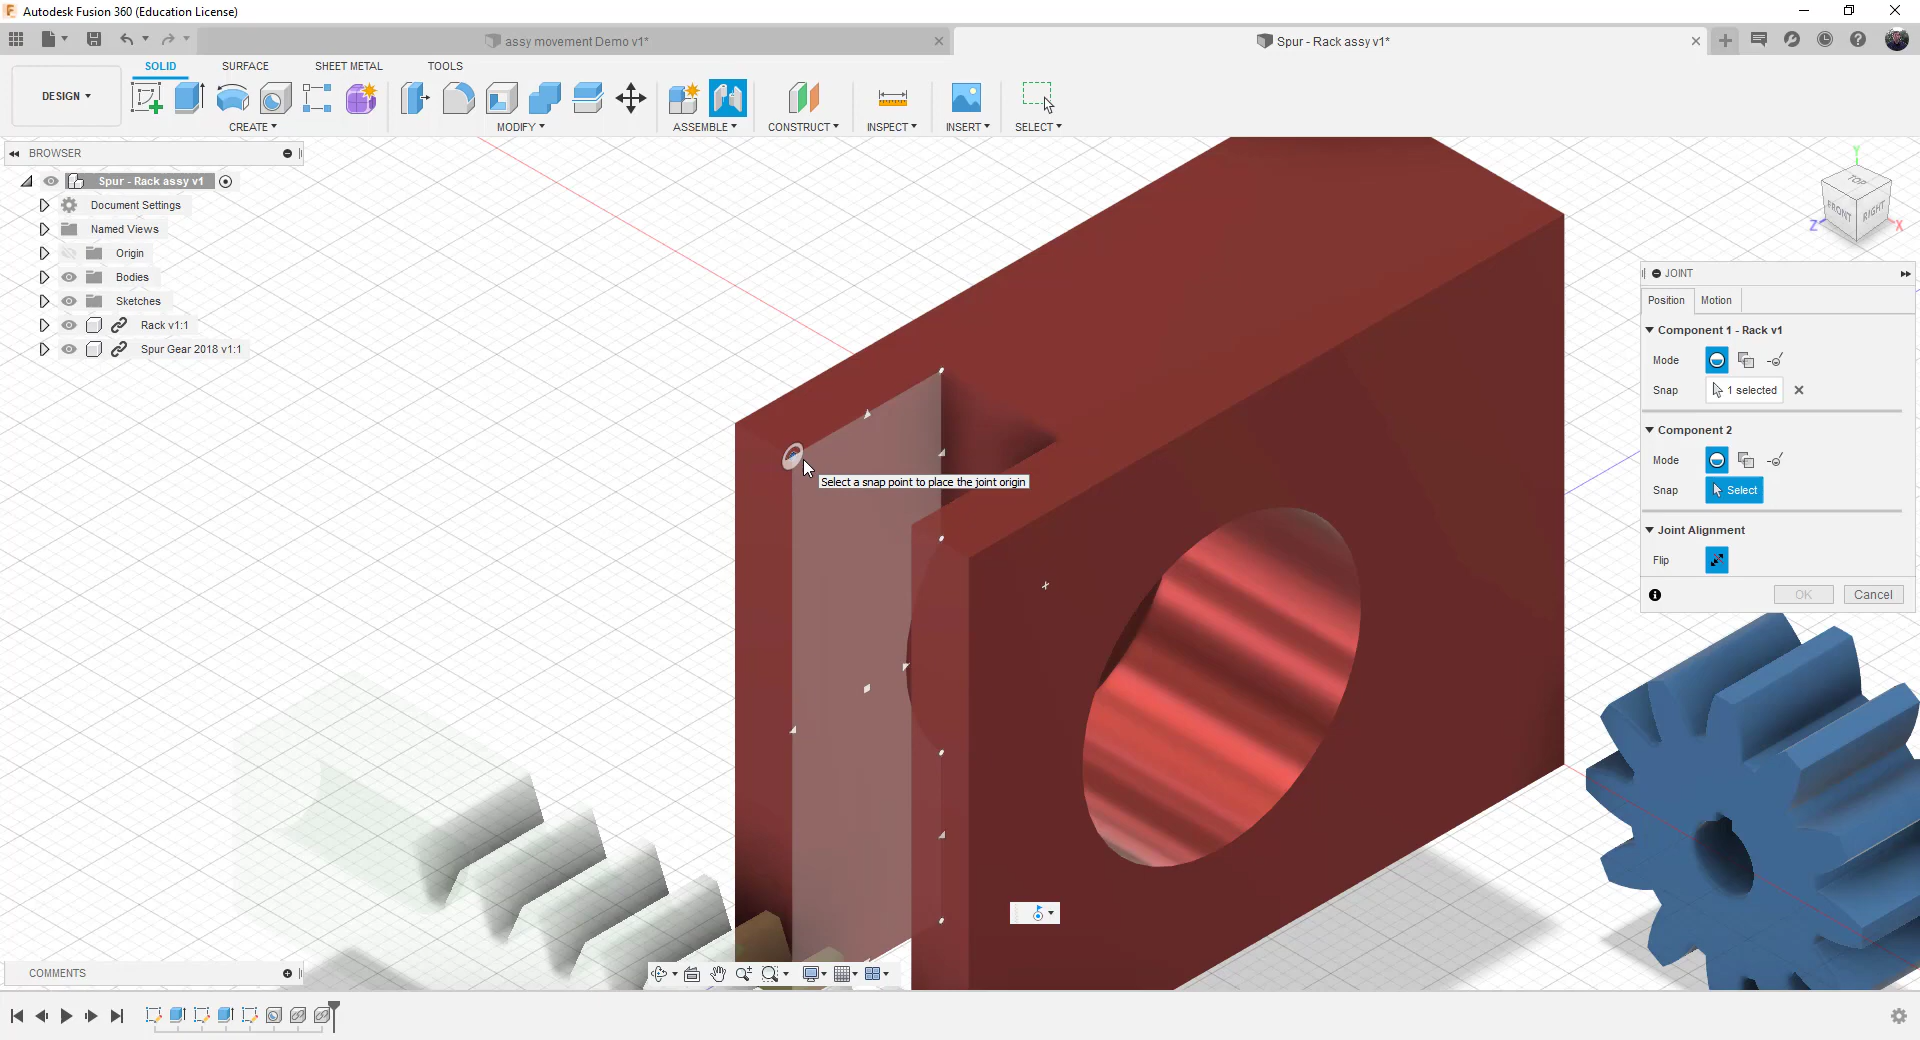 Autodesk Fusion 360 (Education License)
assy movement Demo v1*
Spur - Rack assy v1*
SOLID
SURFACE
SHEET METAL
TOOLS
DESIGN
CREATE
MODIFY
ASSEMBLE
CONSTRUCT
INSPECT
INSERT
SELECT
BROWSER
Spur - Rack assy v1
Document Settings
Named Views
Origin
Bodies
Sketches
Rack v1:1
Spur Gear 2018 v1:1
Y
TOP
FRONT
RIGHT
Z
X
JOINT
Position
Motion
Component 1 - Rack v1
Mode
Snap
1 selected
Component 2
Mode
Snap
Select
Joint Alignment
Flip
OK
Cancel
Select a snap point to place the joint origin
COMMENTS